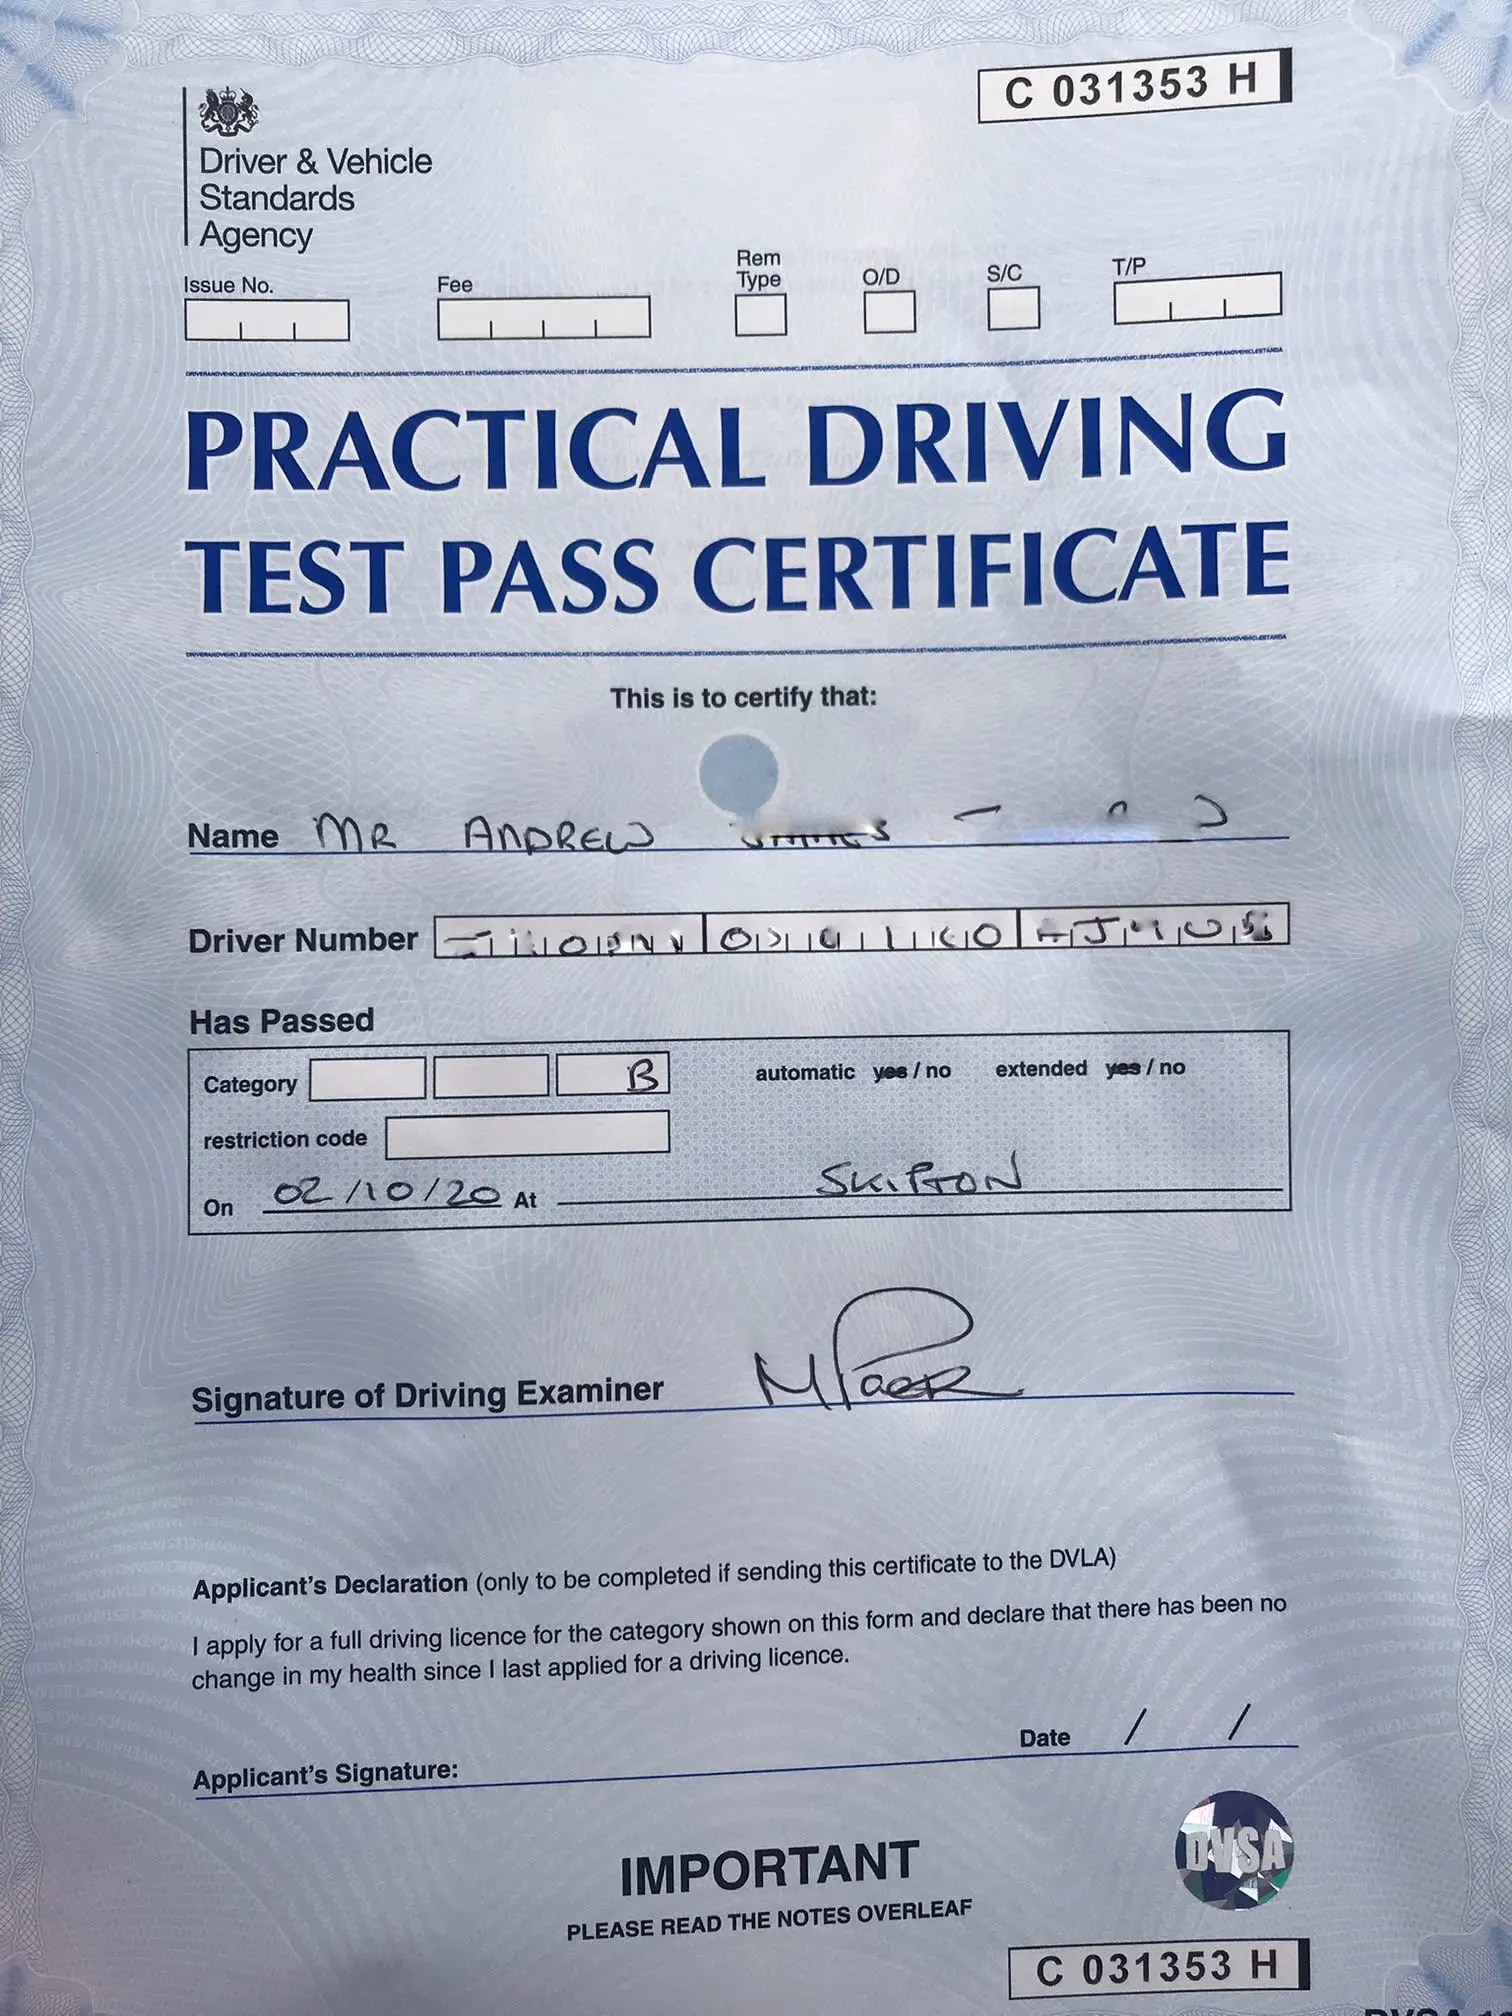 C 031353 H
Driver & Vehicle
Standards
Agency
Issue No. Fee Rem Type O/D S/C T/P
PRACTICAL DRIVING
TEST PASS CERTIFICATE
This is to certify that:
Name MR ANDREW
Driver Number
Has Passed
Category B automatic yes / no extended yes / no
restriction code
On 02/10/20 At SKIPTON
Signature of Driving Examiner
Applicant's Declaration (only to be completed if sending this certificate to the DVLA)
I apply for a full driving licence for the category shown on this form and declare that there has been no
change in my health since I last applied for a driving licence.
Date / /
Applicant's Signature:
DVSA
IMPORTANT
PLEASE READ THE NOTES OVERLEAF
C 031353 H